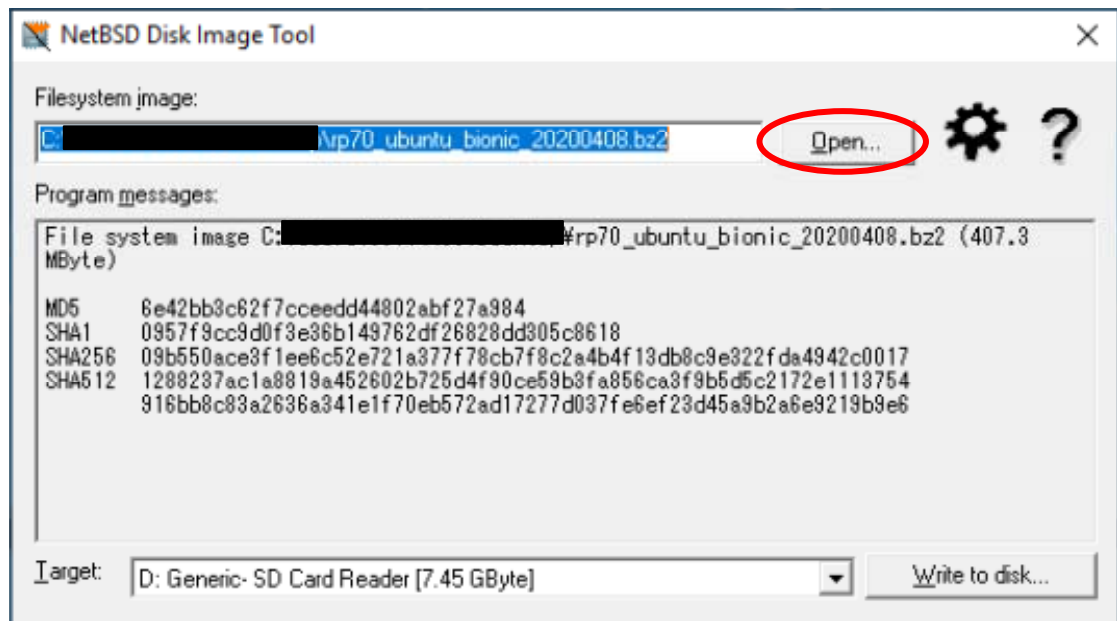 NetBSD Disk Image Tool
Filesystem image:
C: \rp70_ubuntu_bionic_20200408.bz2
Open...
?
Program messages:
File system image C: ¥rp70_ubuntu_bionic_20200408.bz2 (407.3
MByte)
MD5 6e42bb3c62f7cceedd44802abf27a984
SHA1 0957f9cc9d0f3e36b149762df26828dd305c8618
SHA256 09b550ace3f1ee6c52e721a377f78cb7f8c2a4b4f13db8c9e322fda4942c0017
SHA512 1288237ac1a8819a452602b725d4f90ce59b3fa856ca3f9b5d5c2172e1113754
916bb8c83a2636a341e1f70eb572ad17277d037fe6ef23d45a9b2a6e9219b9e6
Target:
D: Generic- SD Card Reader [7.45 GByte]
Write to disk...